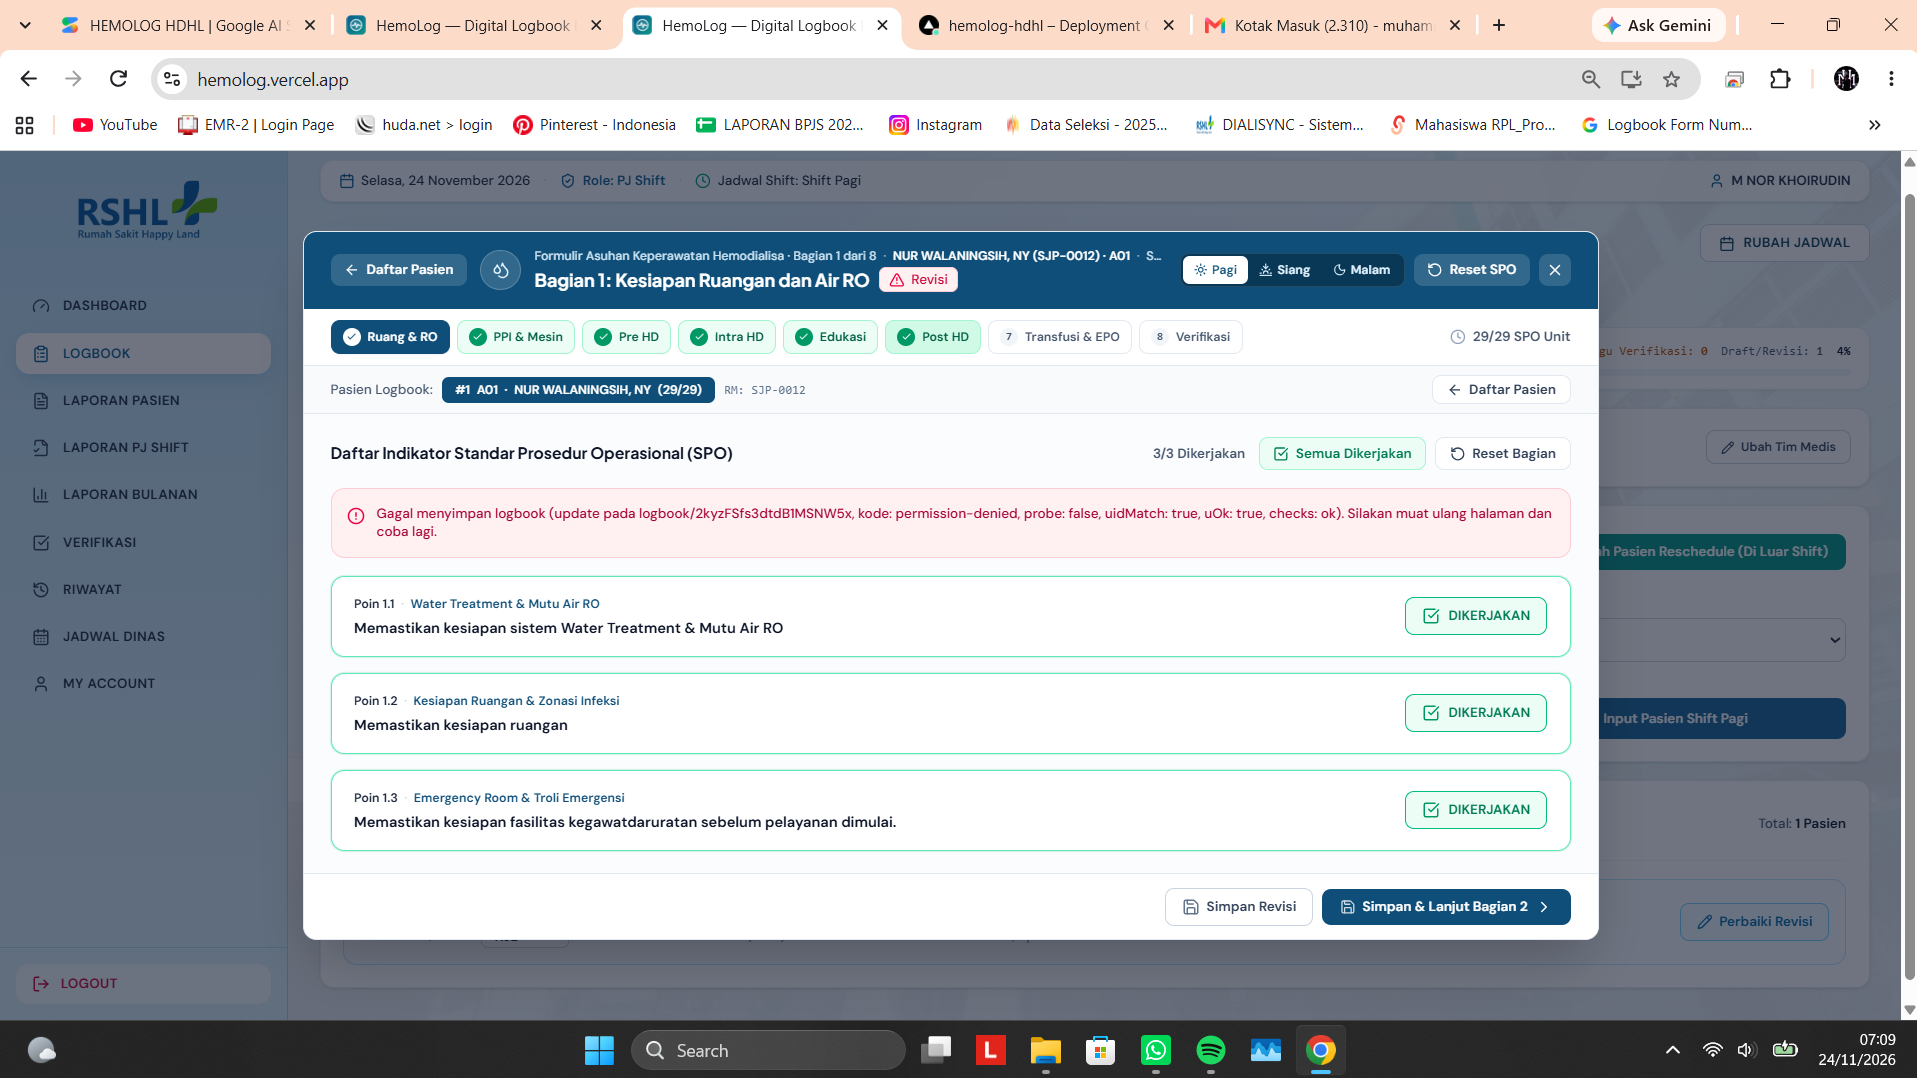 HEMOLOG HDHL | Google AI S
HemoLog — Digital Logbook
HemoLog — Digital Logbook
hemolog-hdhl – Deployment
Kotak Masuk (2.310) - muham
Ask Gemini
hemolog.vercel.app
YouTube
EMR-2 | Login Page
huda.net > login
Pinterest - Indonesia
LAPORAN BPJS 202...
Instagram
Data Seleksi - 2025...
DIALISYNC - Sistem...
Mahasiswa RPL_Pro...
Logbook Form Num...
RSHL
Rumah Sakit Happy Land
Selasa, 24 November 2026 · Role: PJ Shift · Jadwal Shift: Shift Pagi
M NOR KHOIRUDIN
RUBAH JADWAL
DASHBOARD
LOGBOOK
LAPORAN PASIEN
LAPORAN PJ SHIFT
LAPORAN BULANAN
VERIFIKASI
RIWAYAT
JADWAL DINAS
MY ACCOUNT
LOGOUT
Daftar Pasien
Formulir Asuhan Keperawatan Hemodialisa · Bagian 1 dari 8 · NUR WALANINGSIH, NY (SJP-0012) · A01 · S...
Bagian 1: Kesiapan Ruangan dan Air RO
Revisi
Pagi
Siang
Malam
Reset SPO
Ruang & RO
PPI & Mesin
Pre HD
Intra HD
Edukasi
Post HD
7 Transfusi & EPO
8 Verifikasi
29/29 SPO Unit
gu Verifikasi: 0 Draft/Revisi: 1 4%
Pasien Logbook:
#1 A01 · NUR WALANINGSIH, NY (29/29)
RM: SJP-0012
Daftar Pasien
Ubah Tim Medis
Daftar Indikator Standar Prosedur Operasional (SPO)
3/3 Dikerjakan
Semua Dikerjakan
Reset Bagian
Gagal menyimpan logbook (update pada logbook/2kyzFSfs3dtdB1MSNW5x, kode: permission-denied, probe: false, uidMatch: true, uOk: true, checks: ok). Silakan muat ulang halaman dan
coba lagi.
h Pasien Reschedule (Di Luar Shift)
Poin 1.1 · Water Treatment & Mutu Air RO
Memastikan kesiapan sistem Water Treatment & Mutu Air RO
DIKERJAKAN
Poin 1.2 · Kesiapan Ruangan & Zonasi Infeksi
Memastikan kesiapan ruangan
DIKERJAKAN
Input Pasien Shift Pagi
Poin 1.3 · Emergency Room & Troli Emergensi
Memastikan kesiapan fasilitas kegawatdaruratan sebelum pelayanan dimulai.
DIKERJAKAN
Total: 1 Pasien
Simpan Revisi
Simpan & Lanjut Bagian 2
Perbaiki Revisi
Search
07:09
24/11/2026